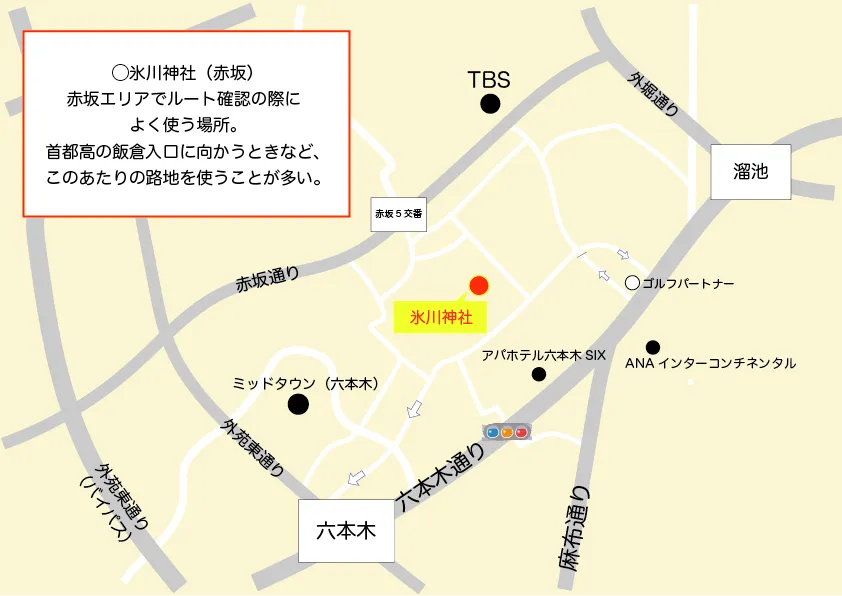 ◯氷川神社（赤坂）
赤坂エリアでルート確認の際に
よく使う場所。
首都高の飯倉入口に向かうときなど、
このあたりの路地を使うことが多い。
TBS
外堀通り
溜池
赤坂５交番
赤坂通り
ゴルフパートナー
氷川神社
アパホテル六本木 SIX
ANA インターコンチネンタル
ミッドタウン（六本木）
外苑東通り
六本木通り
外苑東通り
（バイパス）
六本木
麻布通り